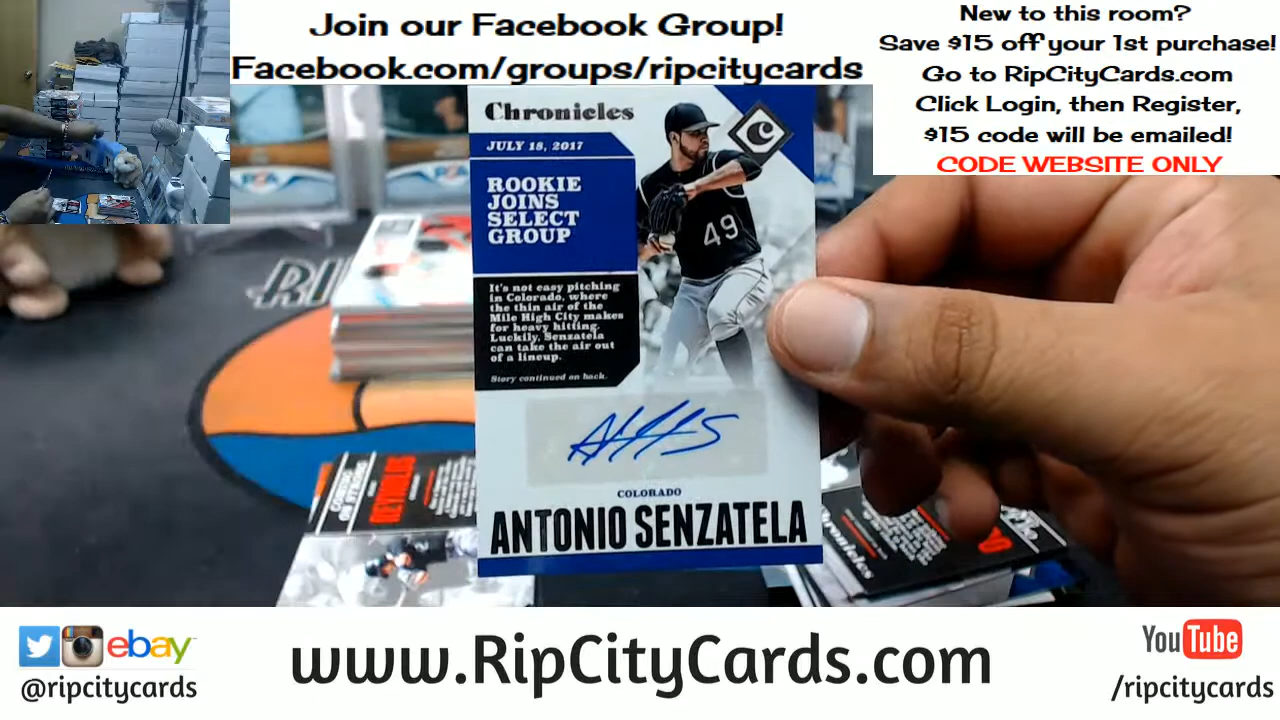 Join our Facebook Group!
Facebook.com/groups/ripcitycards
New to this room?
Save $15 off your 1st purchase!
Go to RipCityCards.com
Click Login, then Register,
$15 code will be emailed!
CODE WEBSITE ONLY
Chronicles
JULY 18, 2017
ROOKIE
JOINS
SELECT
GROUP
C
49
It's not easy pitching
in Colorado, where
the thin air of the
Mile High City makes
for heavy hitting.
Luckily, Senzatela
can take the air out
of a lineup.
Story continued on back.
COLORADO
ANTONIO SENZATELA
RI
Chronicles
ebay
@ripcitycards
www.RipCityCards.com
YouTube
/ripcitycards